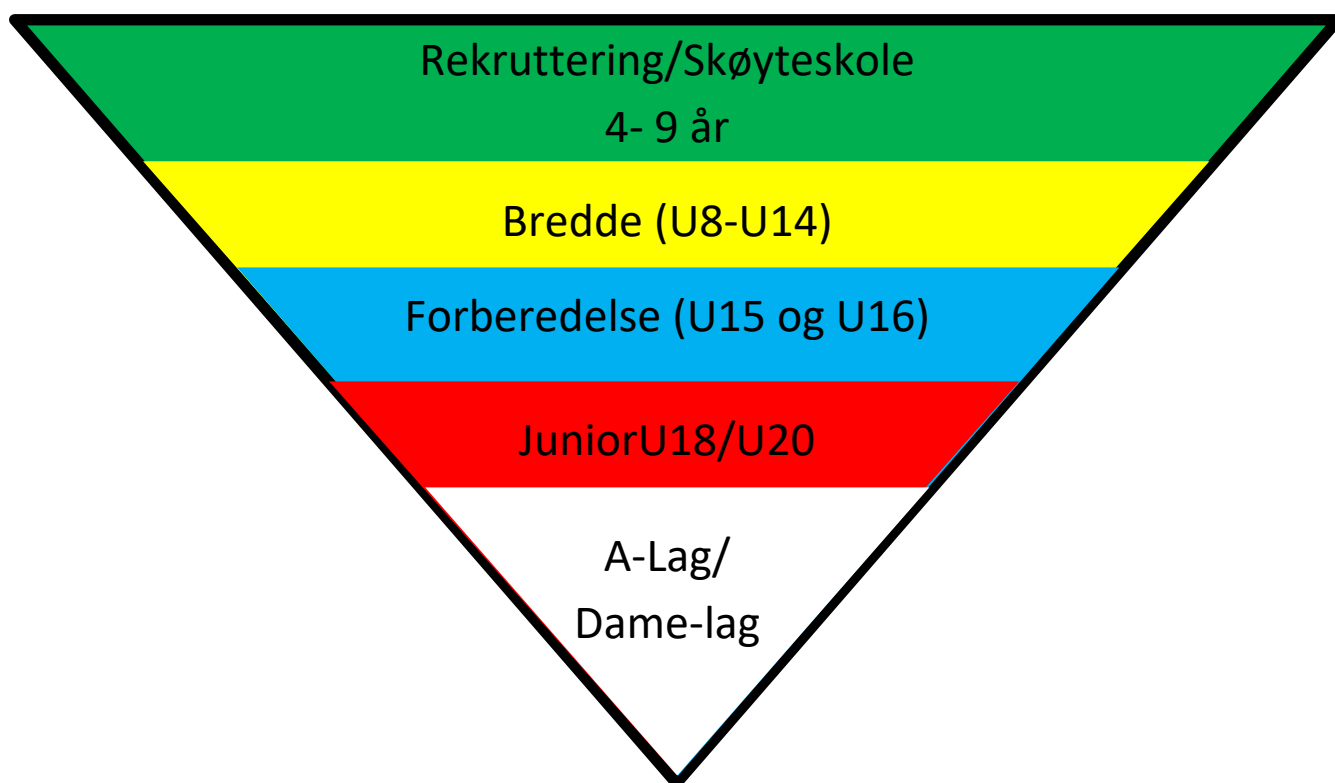 Rekruttering/Skøyteskole
4- 9 år
Bredde (U8-U14)
Forberedelse (U15 og U16)
JuniorU18/U20
A-Lag/
Dame-lag